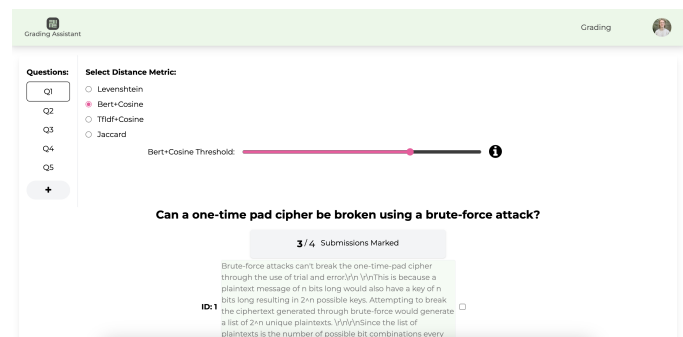 Grading Assistant
Grading
Questions:
Q1
Q2
Q3
Q4
Q5
+
Select Distance Metric:
Levenshtein
Bert+Cosine
TfIdf+Cosine
Jaccard
Bert+Cosine Threshold:
Can a one-time pad cipher be broken using a brute-force attack?
3 / 4 Submissions Marked
ID: 1
Brute-force attacks can't break the one-time-pad cipher
through the use of trial and error.\r\n \r\nThis is because a
plaintext message of n bits long would also have a key of n
bits long resulting in 2^n possible keys. Attempting to break
the ciphertext generated through brute-force would generate
a list of 2^n unique plaintexts. \r\n\r\nSince the list of
plaintexts is the number of possible bit combinations every